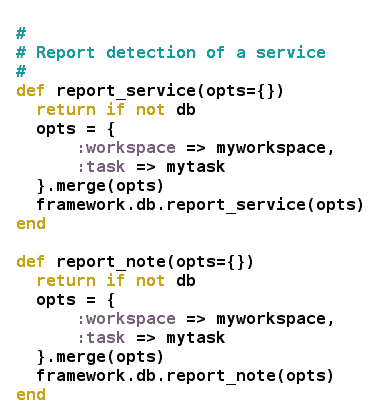 #
# Report detection of a service
#
def report_service(opts={})
  return if not db
  opts = {
      :workspace => myworkspace,
      :task => mytask
  }.merge(opts)
  framework.db.report_service(opts)
end

def report_note(opts={})
  return if not db
  opts = {
      :workspace => myworkspace,
      :task => mytask
  }.merge(opts)
  framework.db.report_note(opts)
end